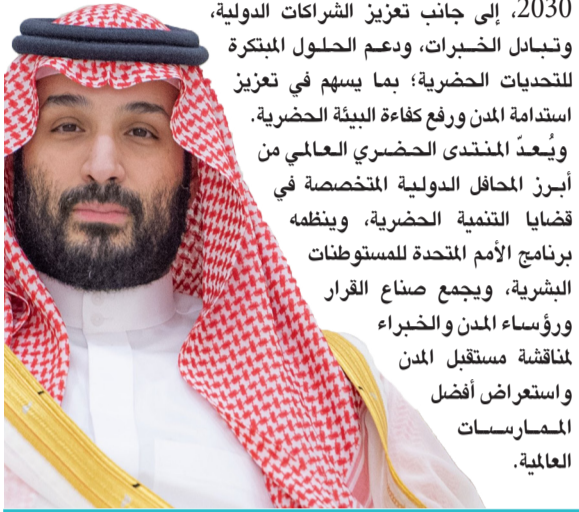 2030، إلى جانب تعزيز الشراكات الدولية،
وتبادل الخبرات، ودعم الحلول المبتكرة
للتحديات الحضرية؛ بما يسهم في تعزيز
استدامة المدن ورفع كفاءة البيئة الحضرية.
ويُعدّ المنتدى الحضري العالمي من
أبرز المحافل الدولية المتخصصة في
قضايا التنمية الحضرية، وينظمه
برنامج الأمم المتحدة للمستوطنات
البشرية، ويجمع صناع القرار
ورؤساء المدن والخبراء
لمناقشة مستقبل المدن
واستعراض أفضل
الممارسات
العالمية.